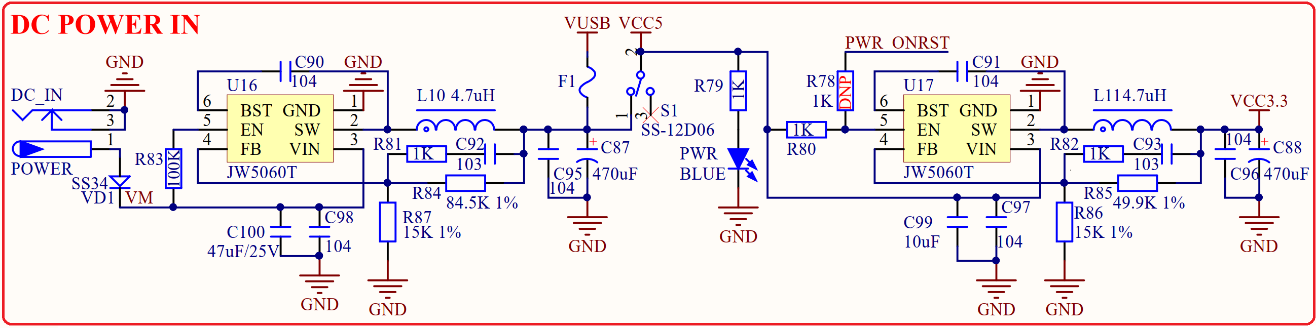 DC POWER IN
VUSB VCC5
GND
C90
104
GND
U16
DC_IN
2
3
1
POWER
6 BST GND 1
5 EN SW 2
4 FB VIN 3
JW5060T
L10 4.7uH
F1
2
1
3
S1
SS-12D06
R83
100K
SS34
VD1
VM
R81
1K
C92
103
R84
84.5K 1%
C95
104
+
C87
470uF
GND
C100
47uF/25V
C98
104
GND
R87
15K 1%
GND
R79
1K
PWR
BLUE
GND
PWR_ONRST
R78
1K
DNP
1K
R80
C91
104
GND
U17
6 BST GND 1
5 EN SW 2
4 FB VIN 3
JW5060T
L11 4.7uH
VCC3.3
R82
1K
C93
103
R85
49.9K 1%
104
C96
+
C88
470uF
GND
C99
10uF
C97
104
GND
R86
15K 1%
GND